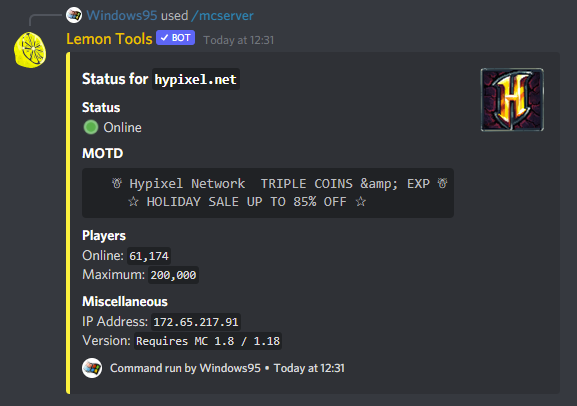 Windows95 used /mcserver
Lemon Tools ✓ BOT Today at 12:31
Status for hypixel.net
Status
Online
MOTD
☃ Hypixel Network  TRIPLE COINS &amp; EXP ☃
☆ HOLIDAY SALE UP TO 85% OFF ☆
Players
Online: 61,174
Maximum: 200,000
Miscellaneous
IP Address: 172.65.217.91
Version: Requires MC 1.8 / 1.18
Command run by Windows95 • Today at 12:31
H